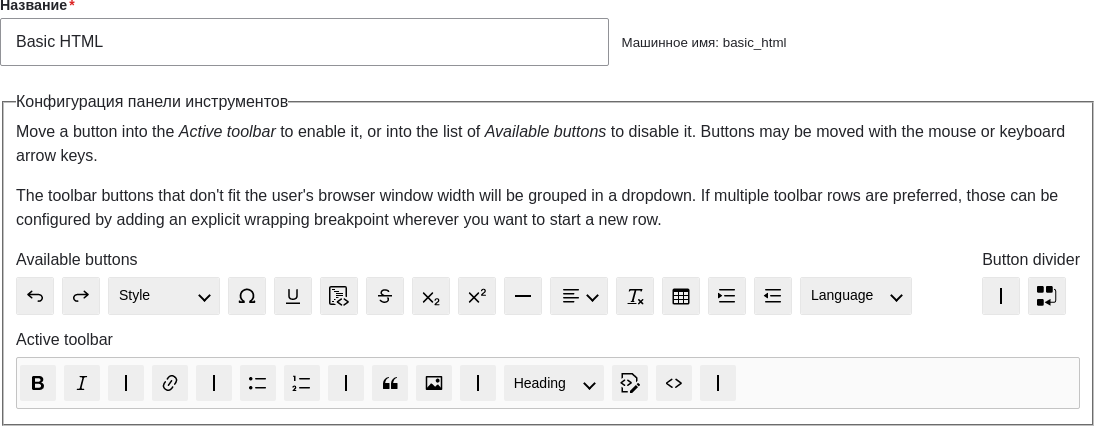 Название*
Basic HTML
Машинное имя: basic_html
Конфигурация панели инструментов
Move a button into the Active toolbar to enable it, or into the list of Available buttons to disable it. Buttons may be moved with the mouse or keyboard
arrow keys.
The toolbar buttons that don't fit the user's browser window width will be grouped in a dropdown. If multiple toolbar rows are preferred, those can be
configured by adding an explicit wrapping breakpoint wherever you want to start a new row.
Available buttons
Button divider
Style
Language
Active toolbar
Heading